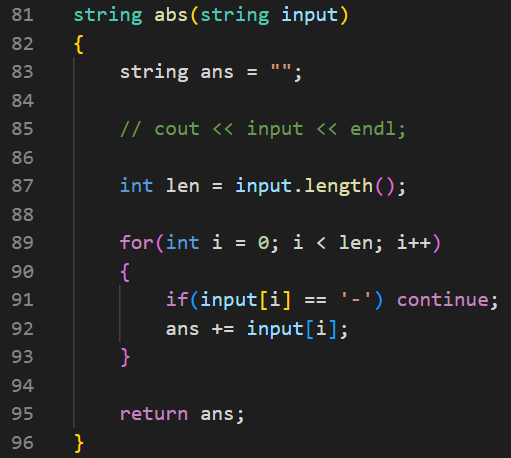 81 string abs(string input)
82 {
83     string ans = "";
84
85     // cout << input << endl;
86
87     int len = input.length();
88
89     for(int i = 0; i < len; i++)
90     {
91         if(input[i] == '-') continue;
92         ans += input[i];
93     }
94
95     return ans;
96 }